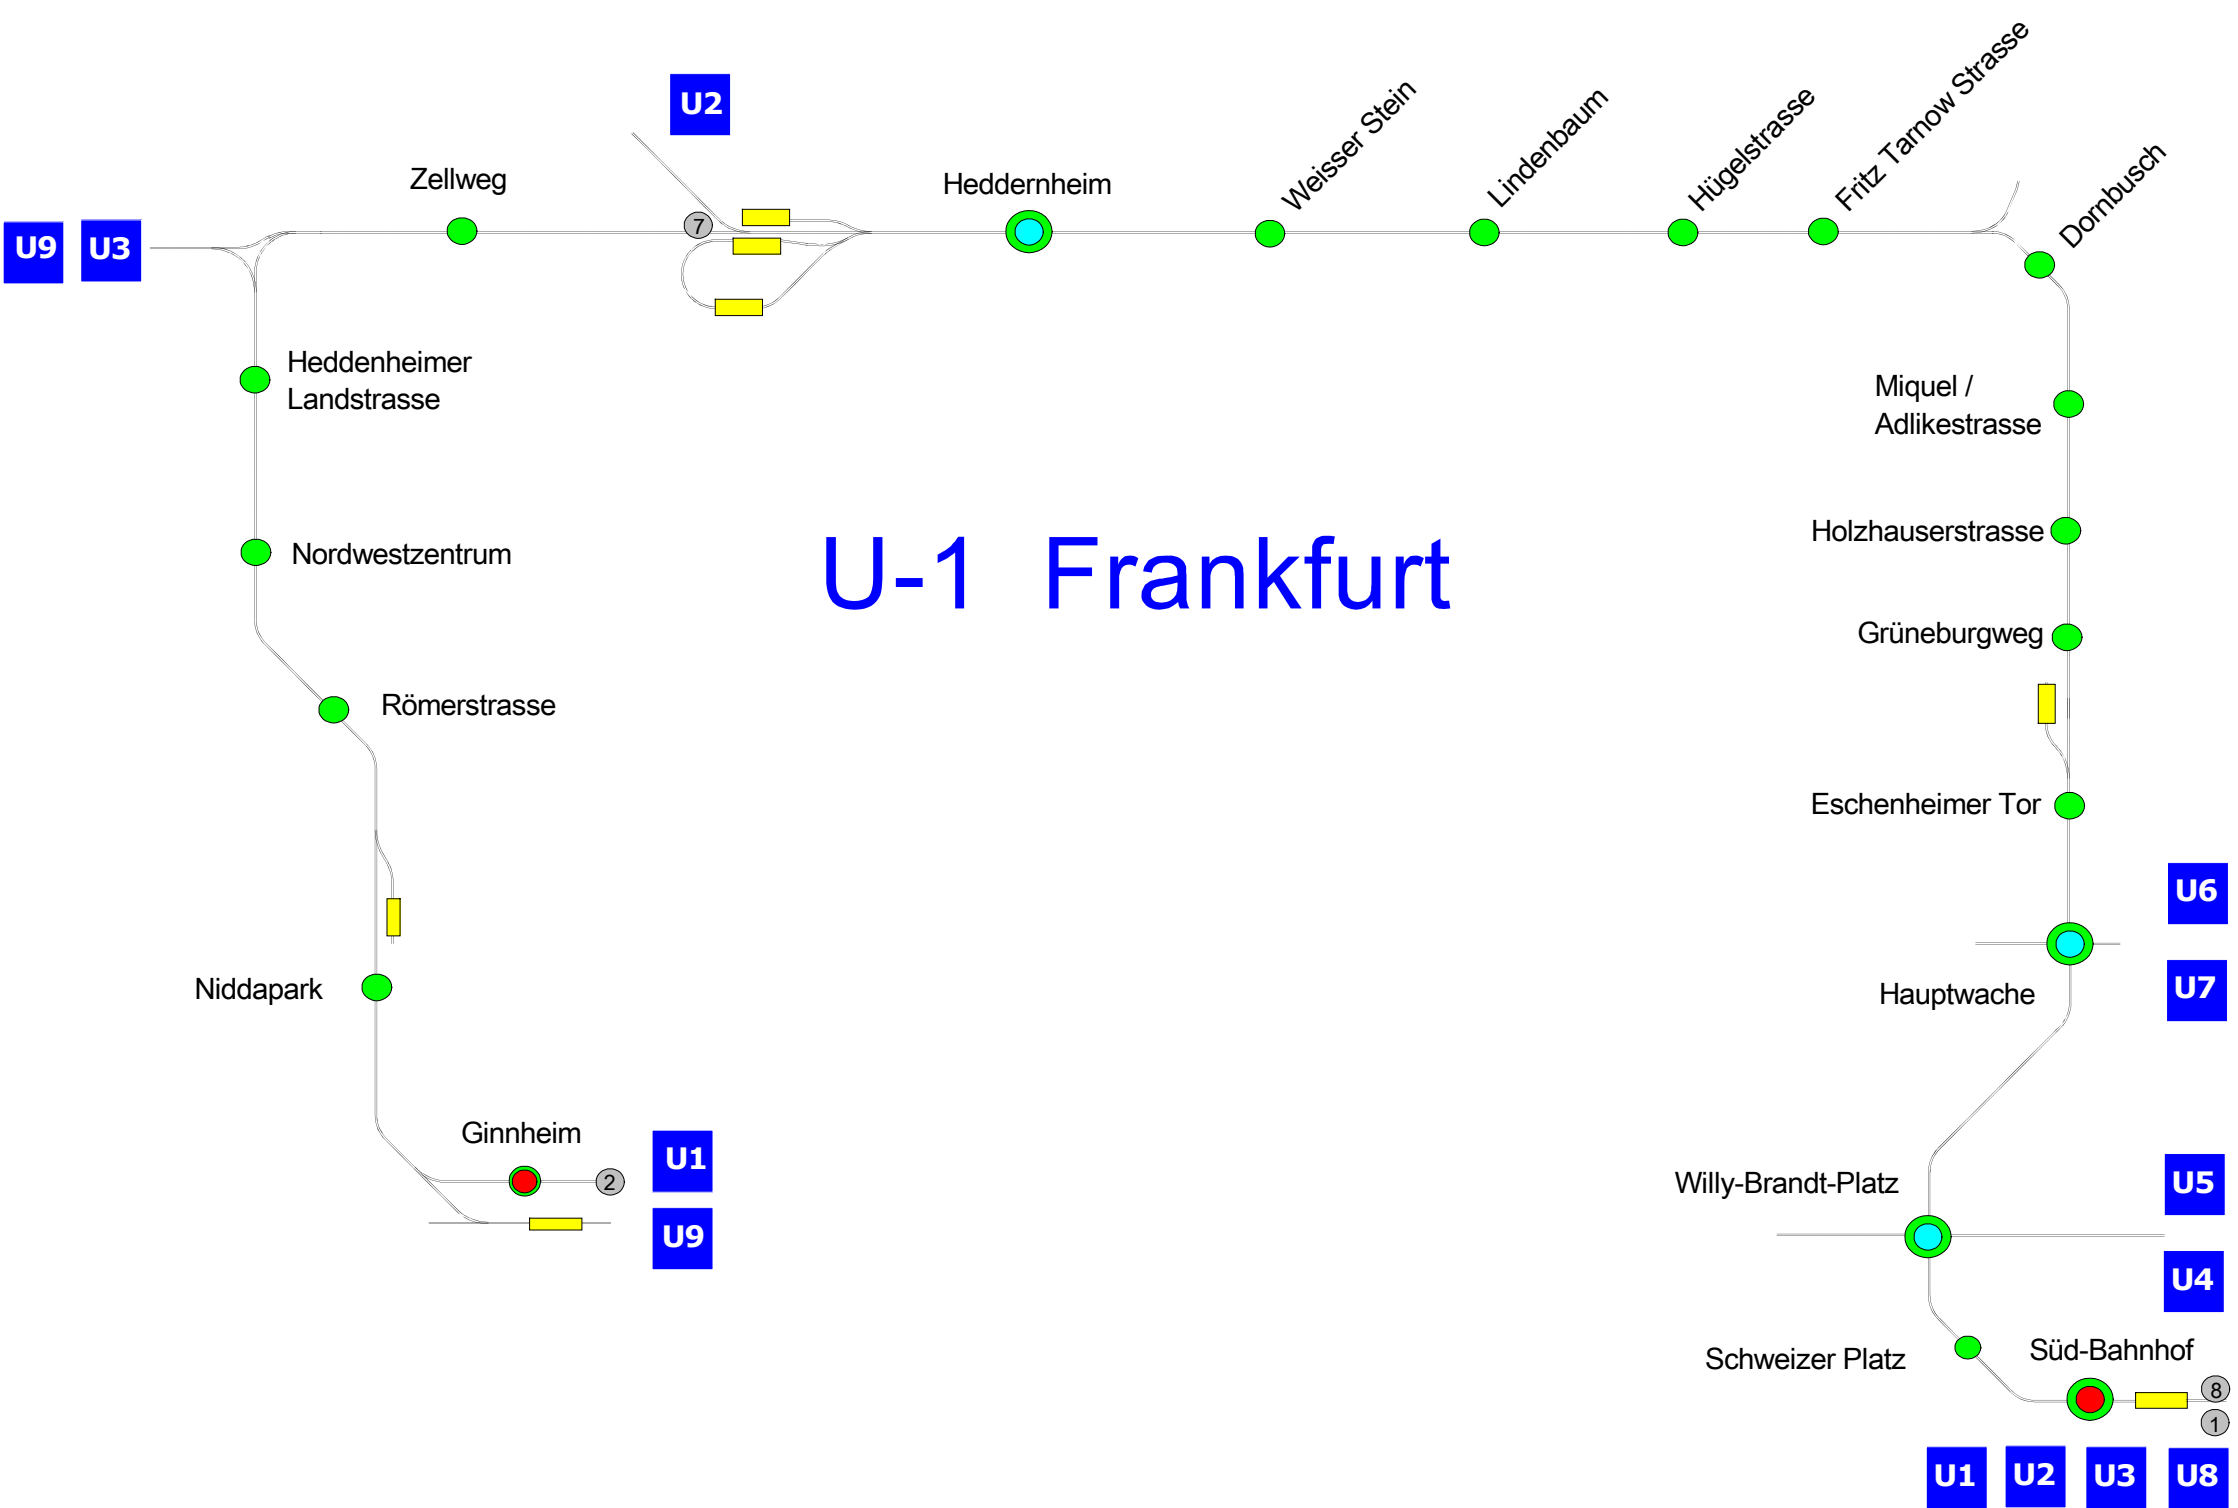 Fritz Tarnow Strasse
U2
Weisser Stein
Lindenbaum
Hügelstrasse
Dornbusch
Zellweg
Heddernheim
7
U9
U3
Heddenheimer
Landstrasse
Miquel /
Adlikestrasse
Holzhauserstrasse
Nordwestzentrum
U-1 Frankfurt
Grüneburgweg
Römerstrasse
Eschenheimer Tor
U6
Niddapark
Hauptwache
U7
Ginnheim
2
U1
U9
Willy-Brandt-Platz
U5
U4
Schweizer Platz
Süd-Bahnhof
8
1
U1
U2
U3
U8